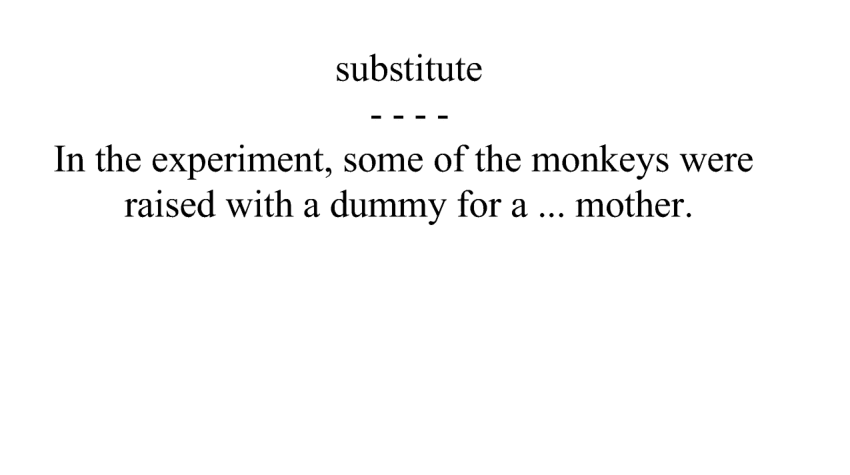 substitute
- - - -
In the experiment, some of the monkeys were
raised with a dummy for a ... mother.